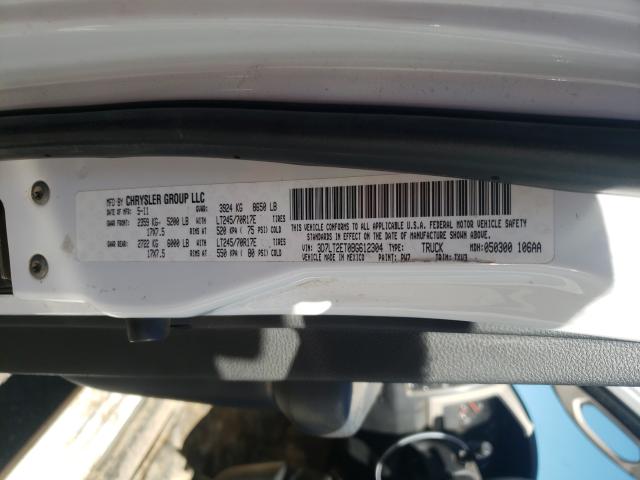 MFD BY CHRYSLER GROUP LLC
DATE OF MFR: 5-11 GVWR: 3924 KG 8650 LB
GAWR FRONT: 2359 KG- 5200 LB WITH LT245/70R17E TIRES
17X7.5 RIMS AT 520 KPA ( 75 PSI) COLD
GAWR REAR: 2722 KG 6000 LB WITH LT245/70R17E TIRES
17X7.5 RIMS AT 550 KPA ( 80 PSI) COLD
THIS VEHICLE CONFORMS TO ALL APPLICABLE U.S.A. FEDERAL MOTOR VEHICLE SAFETY
STANDARDS IN EFFECT ON THE DATE OF MANUFACTURE SHOWN ABOVE.
VIN: 3D7LT2ET0BG612304 TYPE: TRUCK MDH: 050300 106AA
VEHICLE MADE IN MEXICO PAINT: PW7 TRIM: TXV3